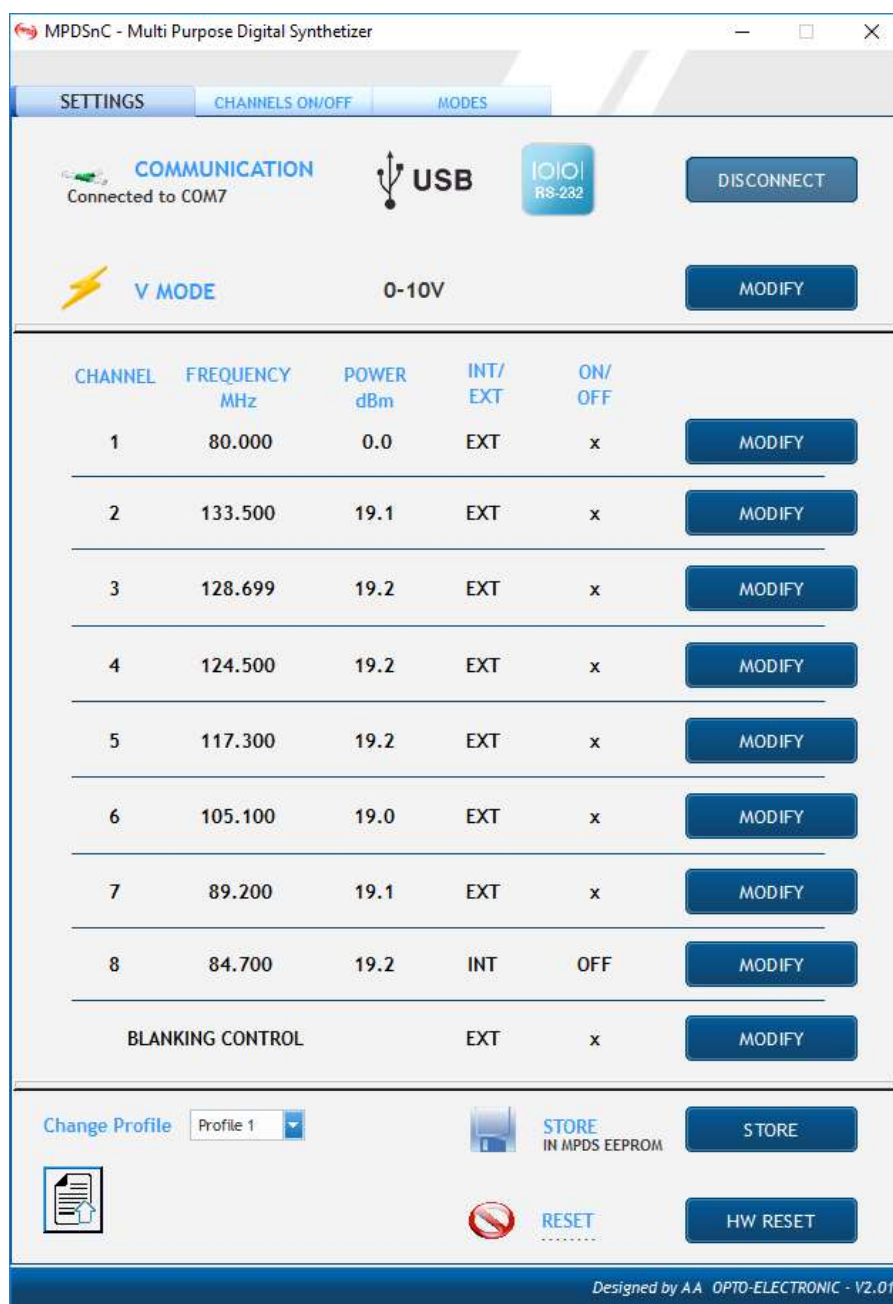 MPDSnC - Multi Purpose Digital Synthetizer
SETTINGS CHANNELS ON/OFF MODES
COMMUNICATION
Connected to COM7
USB
IOIOI
RS-232
DISCONNECT
V MODE 0-10V MODIFY
CHANNEL FREQUENCY MHz POWER dBm INT/ EXT ON/ OFF
1 80.000 0.0 EXT x MODIFY
2 133.500 19.1 EXT x MODIFY
3 128.699 19.2 EXT x MODIFY
4 124.500 19.2 EXT x MODIFY
5 117.300 19.2 EXT x MODIFY
6 105.100 19.0 EXT x MODIFY
7 89.200 19.1 EXT x MODIFY
8 84.700 19.2 INT OFF MODIFY
BLANKING CONTROL EXT x MODIFY
Change Profile Profile 1
STORE
IN MPDS EEPROM
STORE
RESET HW RESET
Designed by AA OPTO-ELECTRONIC - V2.01